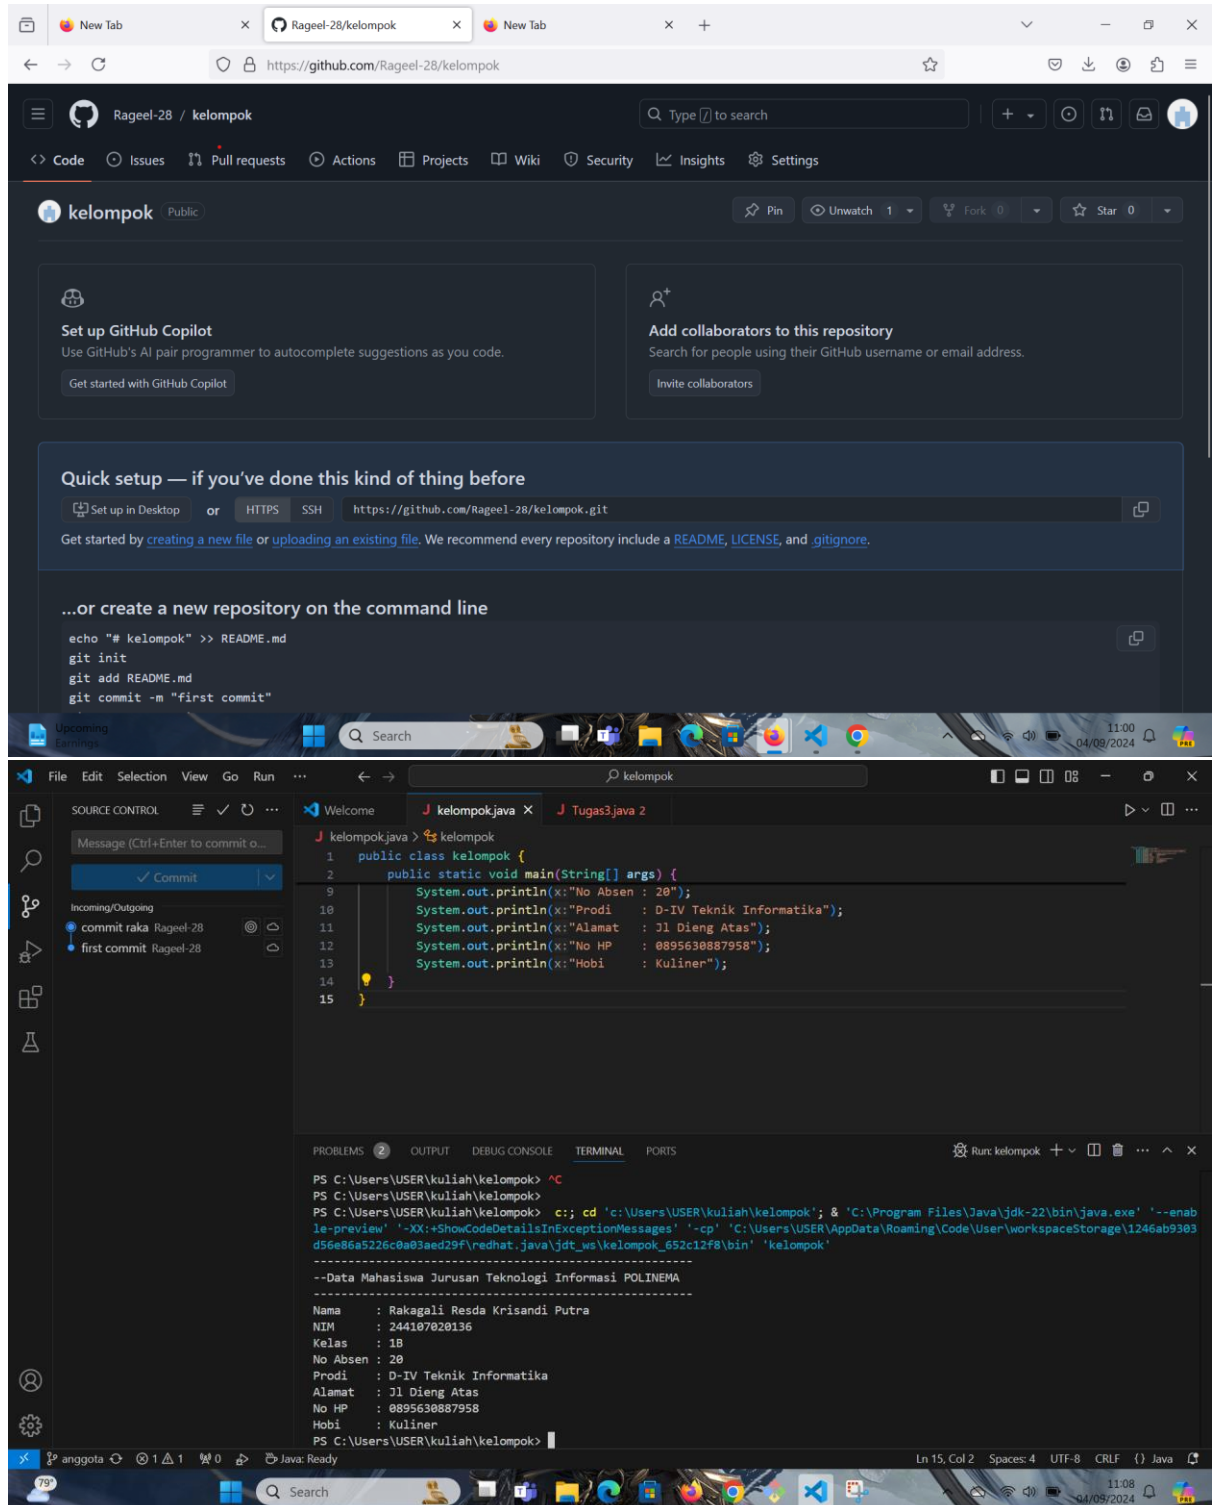 New Tab
Rageel-28/kelompok
New Tab
https://github.com/Rageel-28/kelompok
Rageel-28 / kelompok
Type / to search
Code
Issues
Pull requests
Actions
Projects
Wiki
Security
Insights
Settings
kelompok Public
Pin
Unwatch 1
Fork 0
Star 0
Set up GitHub Copilot
Use GitHub's AI pair programmer to autocomplete suggestions as you code.
Get started with GitHub Copilot
Add collaborators to this repository
Search for people using their GitHub username or email address.
Invite collaborators
Quick setup — if you've done this kind of thing before
Set up in Desktop or HTTPS SSH https://github.com/Rageel-28/kelompok.git
Get started by creating a new file or uploading an existing file. We recommend every repository include a README, LICENSE, and .gitignore.
...or create a new repository on the command line
echo "# kelompok" >> README.md
git init
git add README.md
git commit -m "first commit"
Upcoming
Earnings
Search
11:00
04/09/2024
File Edit Selection View Go Run ···
kelompok
SOURCE CONTROL
Message (Ctrl+Enter to commit o...
Commit
Incoming/Outgoing
commit raka Rageel-28
first commit Rageel-28
Welcome
J kelompok.java
J Tugas3.java 2
J kelompok.java > kelompok
1 public class kelompok {
2 public static void main(String[] args) {
9 System.out.println(x:"No Absen : 20");
10 System.out.println(x:"Prodi    : D-IV Teknik Informatika");
11 System.out.println(x:"Alamat   : Jl Dieng Atas");
12 System.out.println(x:"No HP    : 0895630887958");
13 System.out.println(x:"Hobi     : Kuliner");
14 }
15 }
PROBLEMS 2 OUTPUT DEBUG CONSOLE TERMINAL PORTS
Run: kelompok
PS C:\Users\USER\kuliah\kelompok> ^C
PS C:\Users\USER\kuliah\kelompok>
PS C:\Users\USER\kuliah\kelompok>  c:; cd 'c:\Users\USER\kuliah\kelompok'; & 'C:\Program Files\Java\jdk-22\bin\java.exe' '--enab
le-preview' '-XX:+ShowCodeDetailsInExceptionMessages' '-cp' 'C:\Users\USER\AppData\Roaming\Code\User\workspaceStorage\1246ab9303
d56e86a5226c0a03aed29f\redhat.java\jdt_ws\kelompok_652c12f8\bin' 'kelompok'
------------------------------------------------------
--Data Mahasiswa Jurusan Teknologi Informasi POLINEMA
------------------------------------------------------
Nama     : Rakagali Resda Krisandi Putra
NIM      : 244107020136
Kelas    : 1B
No Absen : 20
Prodi    : D-IV Teknik Informatika
Alamat   : Jl Dieng Atas
No HP    : 0895630887958
Hobi     : Kuliner
PS C:\Users\USER\kuliah\kelompok>
anggota 1 1 0 Java: Ready
Ln 15, Col 2 Spaces: 4 UTF-8 CRLF {} Java
79°
Search
11:08
04/09/2024